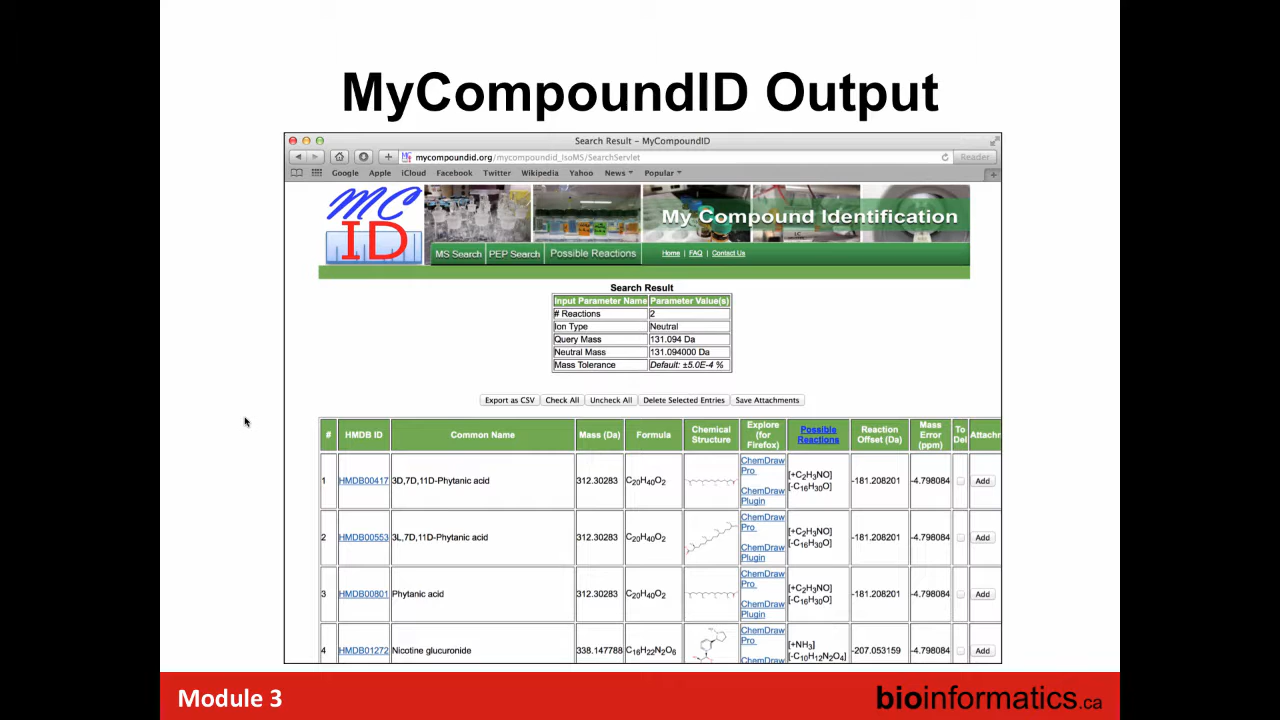 MyCompoundID Output
Search Result – MyCompoundID
mycompoundid.org/mycompoundid_IsoMS/SearchServlet
Reader
Google Apple iCloud Facebook Twitter Wikipedia Yahoo News Popular
MC
ID
My Compound Identification
MS Search PEP Search Possible Reactions Home | FAQ | Contact Us
Search Result
Input Parameter Name Parameter Value(s)
# Reactions 2
Ion Type Neutral
Query Mass 131.094 Da
Neutral Mass 131.094000 Da
Mass Tolerance Default: ±5.0E-4 %
Export as CSV Check All Uncheck All Delete Selected Entries Save Attachments
# HMDB ID Common Name Mass (Da) Formula Chemical Structure Explore (for Firefox) Possible Reactions Reaction Offset (Da) Mass Error (ppm) To Del Attachm
1 HMDB00417 3D,7D,11D-Phytanic acid 312.30283 C20H40O2 ChemDraw Pro ChemDraw Plugin [+C2H3NO] [-C16H30O] -181.208201 -4.798084 Add
2 HMDB00553 3L,7D,11D-Phytanic acid 312.30283 C20H40O2 ChemDraw Pro ChemDraw Plugin [+C2H3NO] [-C16H30O] -181.208201 -4.798084 Add
3 HMDB00801 Phytanic acid 312.30283 C20H40O2 ChemDraw Pro ChemDraw Plugin [+C2H3NO] [-C16H30O] -181.208201 -4.798084 Add
4 HMDB01272 Nicotine glucuronide 338.147788 C16H22N2O6 ChemDraw Pro ChemDraw [+NH3] [-C10H12N2O4] -207.053159 -4.798084 Add
Module 3
bioinformatics.ca